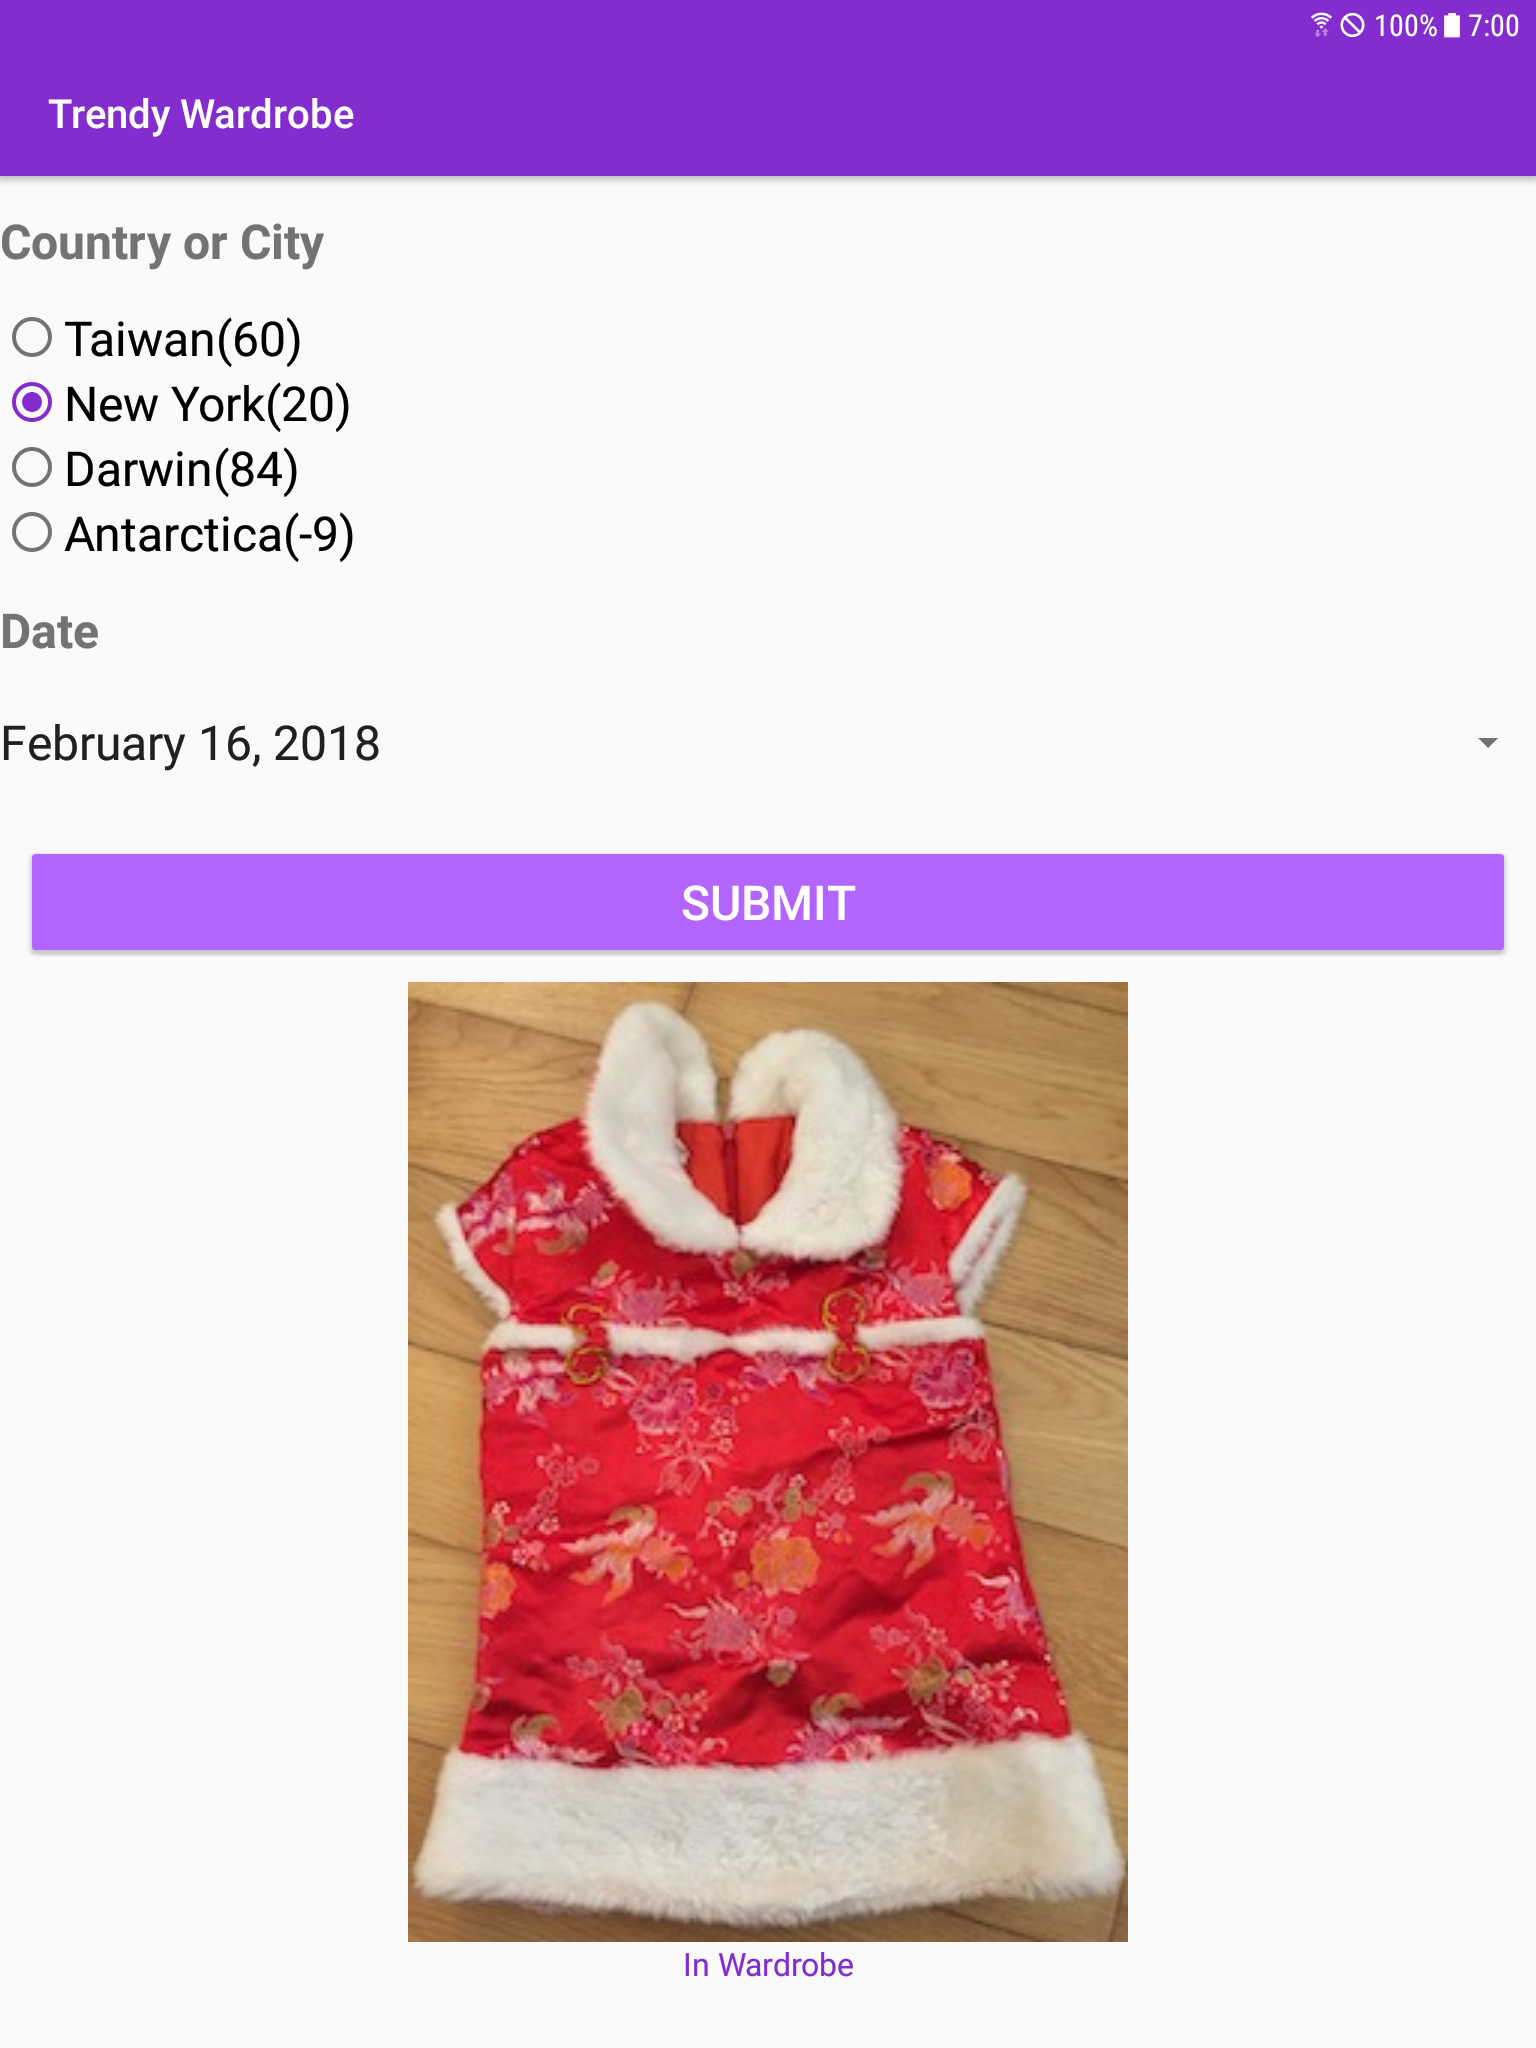 100% 7:00
Trendy Wardrobe
Country or City
Taiwan(60)
New York(20)
Darwin(84)
Antarctica(-9)
Date
February 16, 2018
SUBMIT
In Wardrobe